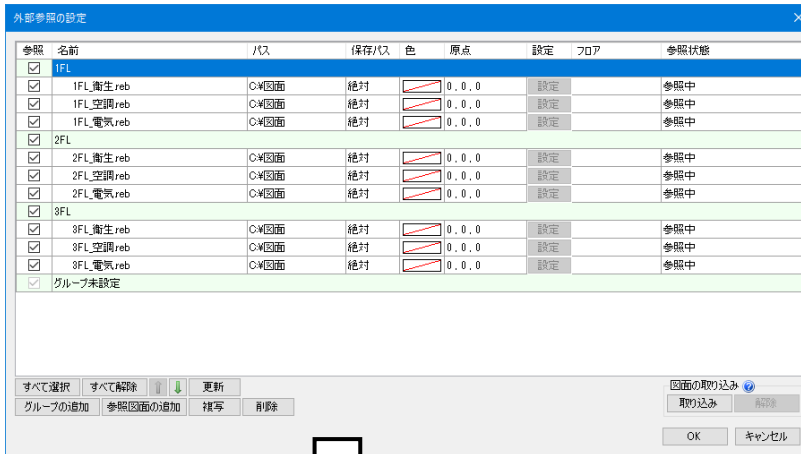 外部参照の設定
参照 名前 パス 保存パス 色 原点 設定 フロア 参照状態
1FL
1FL_衛生.reb C:¥図面 絶対 0, 0, 0 設定 参照中
1FL_空調.reb C:¥図面 絶対 0, 0, 0 設定 参照中
1FL_電気.reb C:¥図面 絶対 0, 0, 0 設定 参照中
2FL
2FL_衛生.reb C:¥図面 絶対 0, 0, 0 設定 参照中
2FL_空調.reb C:¥図面 絶対 0, 0, 0 設定 参照中
2FL_電気.reb C:¥図面 絶対 0, 0, 0 設定 参照中
3FL
3FL_衛生.reb C:¥図面 絶対 0, 0, 0 設定 参照中
3FL_空調.reb C:¥図面 絶対 0, 0, 0 設定 参照中
3FL_電気.reb C:¥図面 絶対 0, 0, 0 設定 参照中
グループ未設定
すべて選択 すべて解除 更新 図面の取り込み
グループの追加 参照図面の追加 複写 削除 取り込み 解除
OK キャンセル